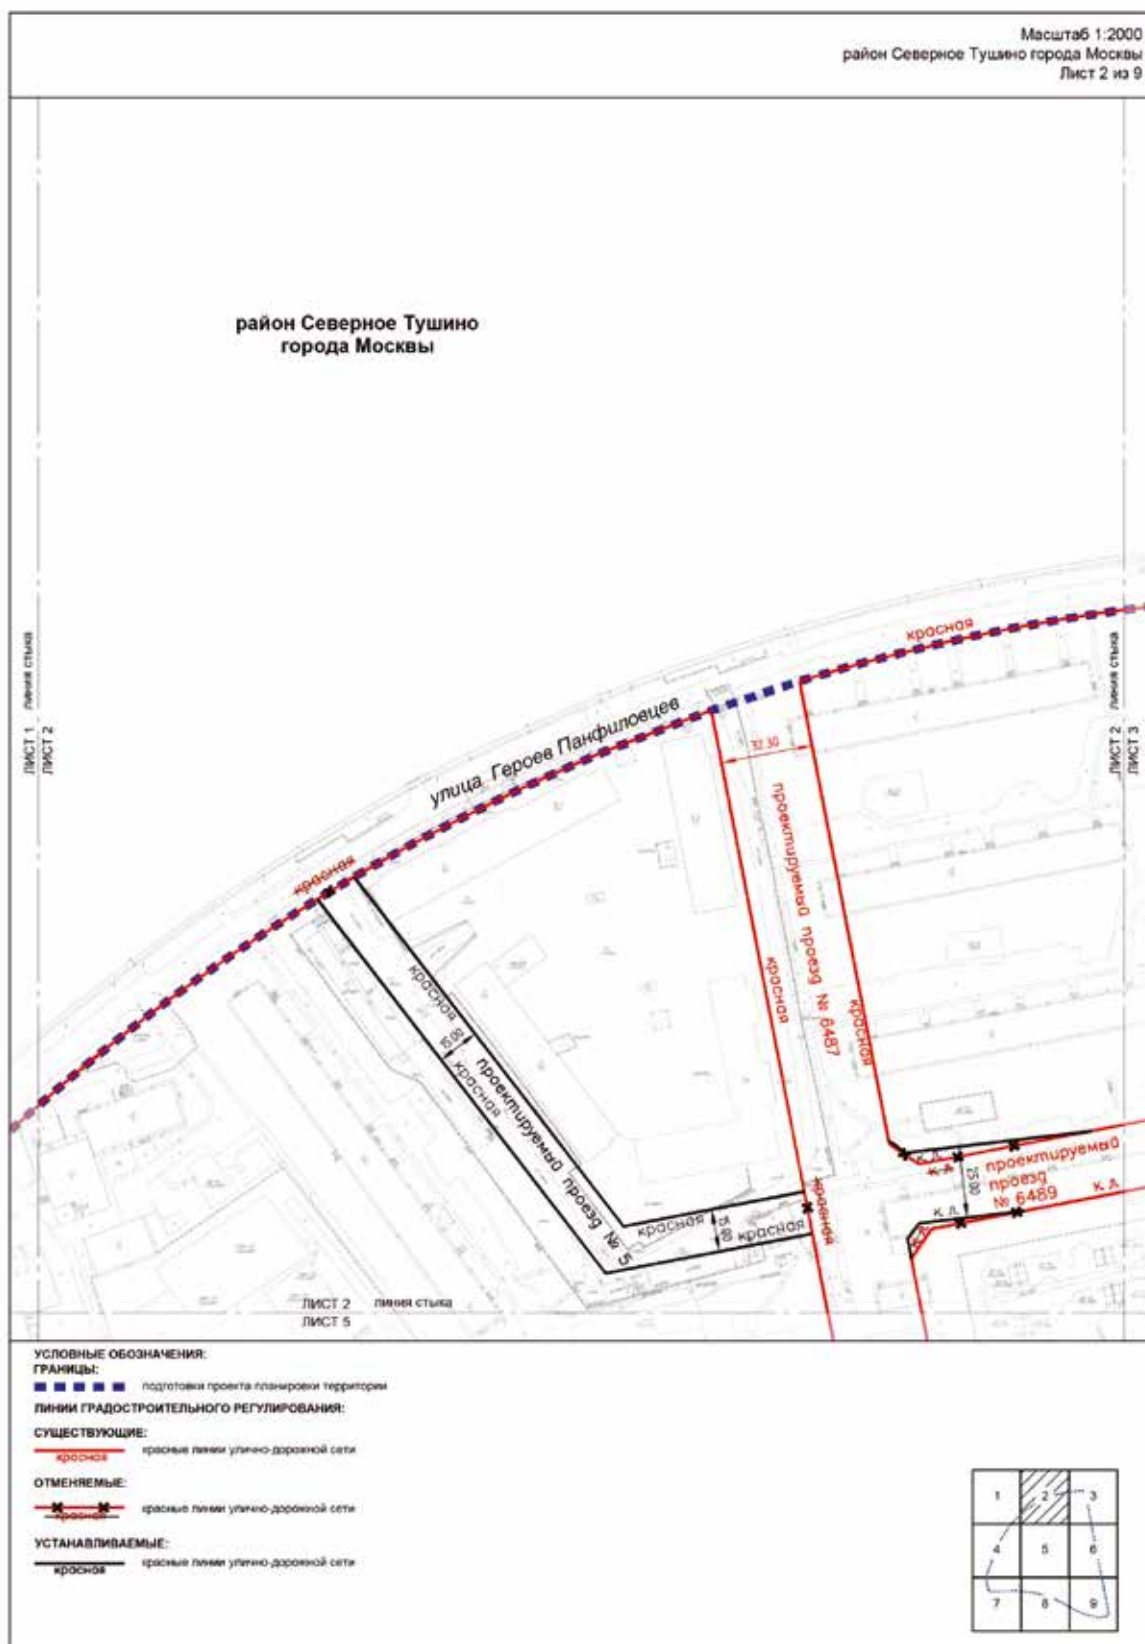 Масштаб 1:2000
район Северное Тушино города Москвы
Лист 2 из 9
район Северное Тушино
города Москвы
ЛИСТ 1 линия стыка
ЛИСТ 2
ЛИСТ 2 линия стыка
ЛИСТ 3
красная
улица Героев Панфиловцев
32.30
красная
проектируемый проезд № 6487
красная
красная
красная
15.00
красная
проектируемый проезд № 5
красная
15.00
красная
красная
к. л.
к. л.
проектируемый
проезд
№ 6489
25.00
к. л.
к. л.
к. л.
ЛИСТ 2 линия стыка
ЛИСТ 5
УСЛОВНЫЕ ОБОЗНАЧЕНИЯ:
ГРАНИЦЫ:
подготовки проекта планировки территории
ЛИНИИ ГРАДОСТРОИТЕЛЬНОГО РЕГУЛИРОВАНИЯ:
СУЩЕСТВУЮЩИЕ:
красная красные линии улично-дорожной сети
ОТМЕНЯЕМЫЕ:
красная красные линии улично-дорожной сети
УСТАНАВЛИВАЕМЫЕ:
красная красные линии улично-дорожной сети
1 2 3
4 5 6
7 8 9